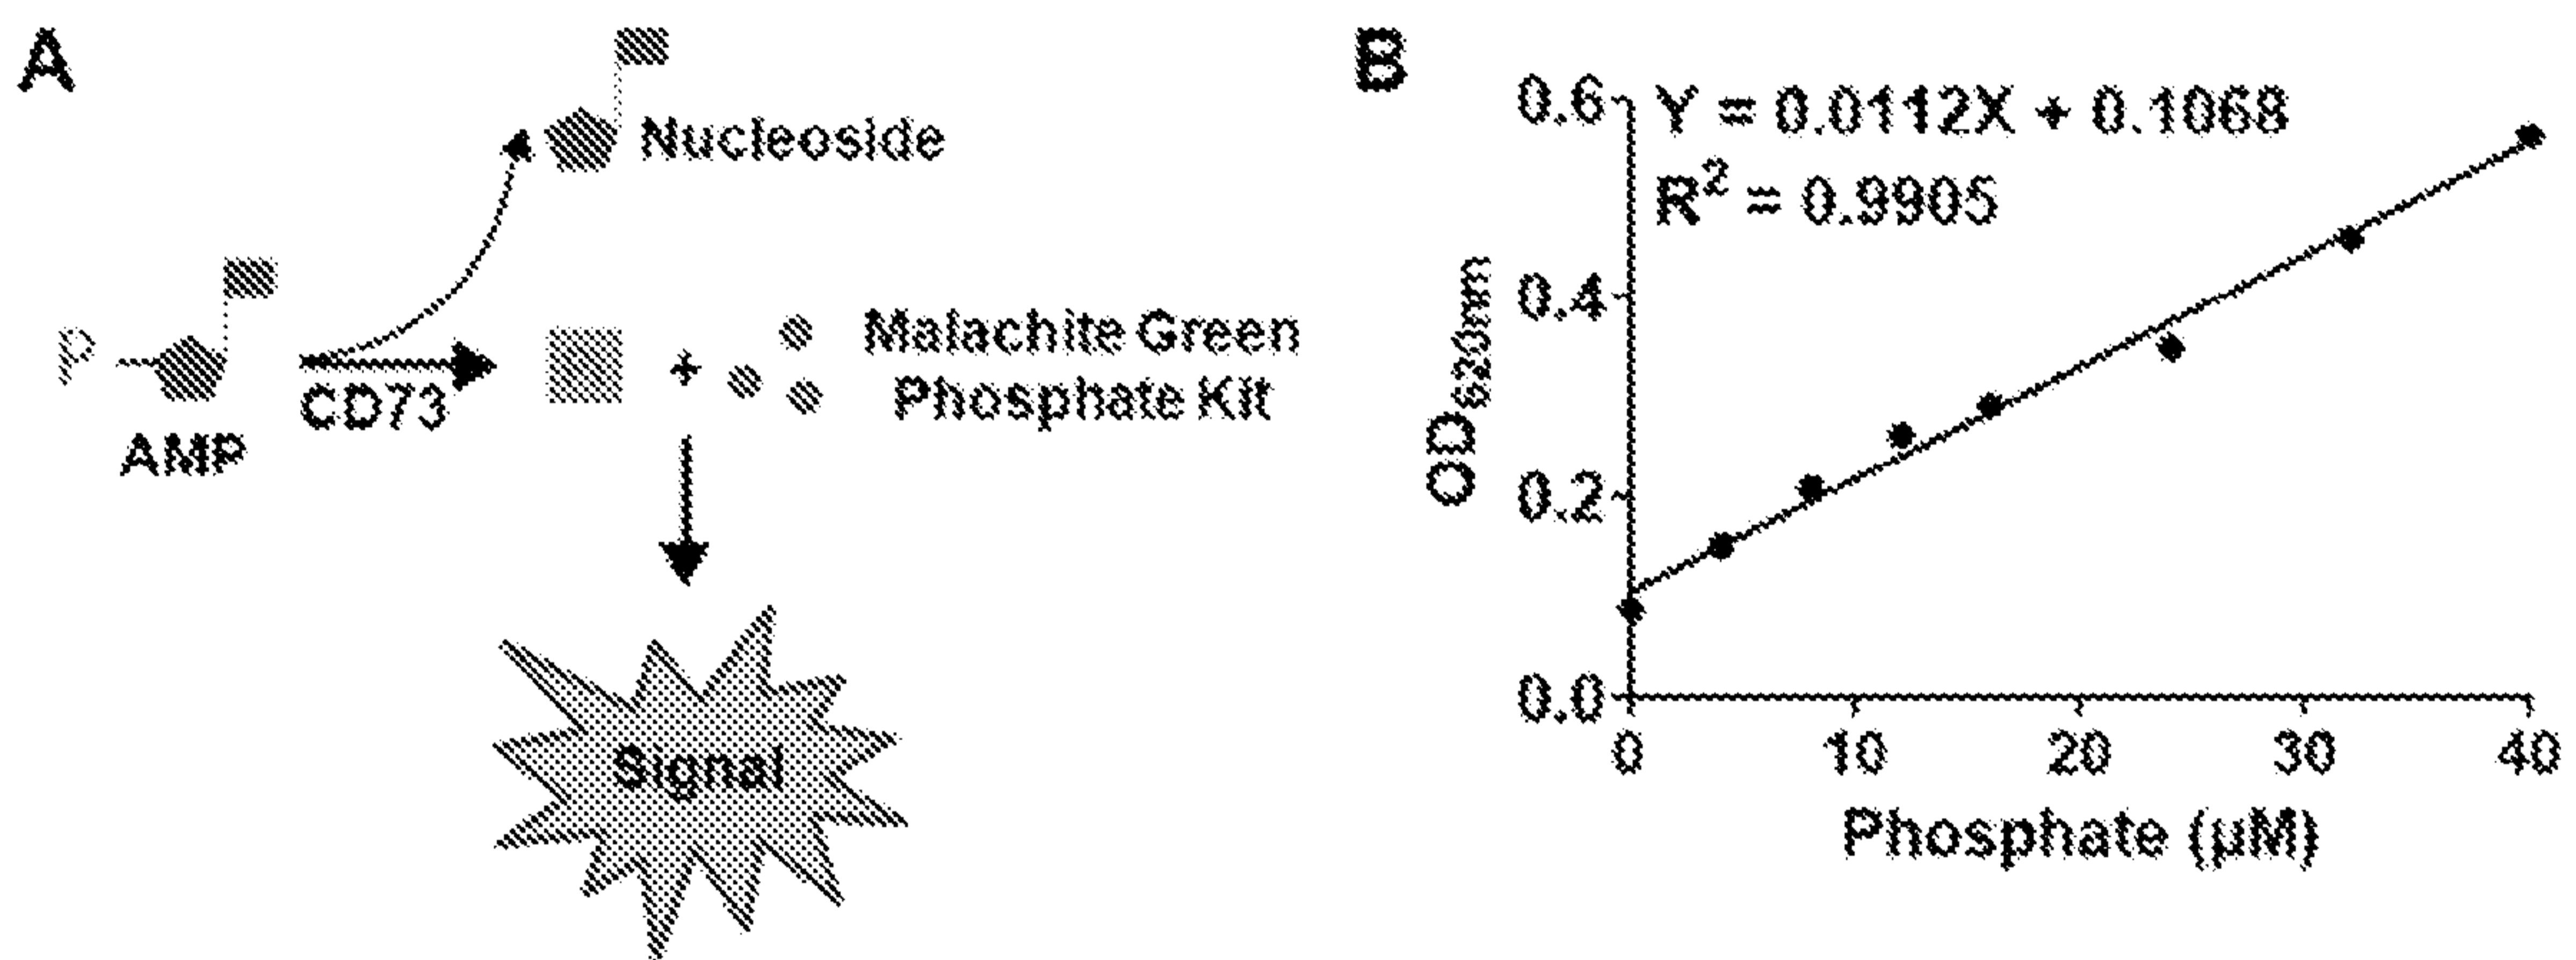 A
Nucleoside
P
CD73
AMP
+
Malachite Green
Phosphate Kit
Signal
B
Y = 0.0112X + 0.1068
R² = 0.9905
OD620nm
0.6
0.4
0.2
0.0
0 10 20 30 40
Phosphate (µM)